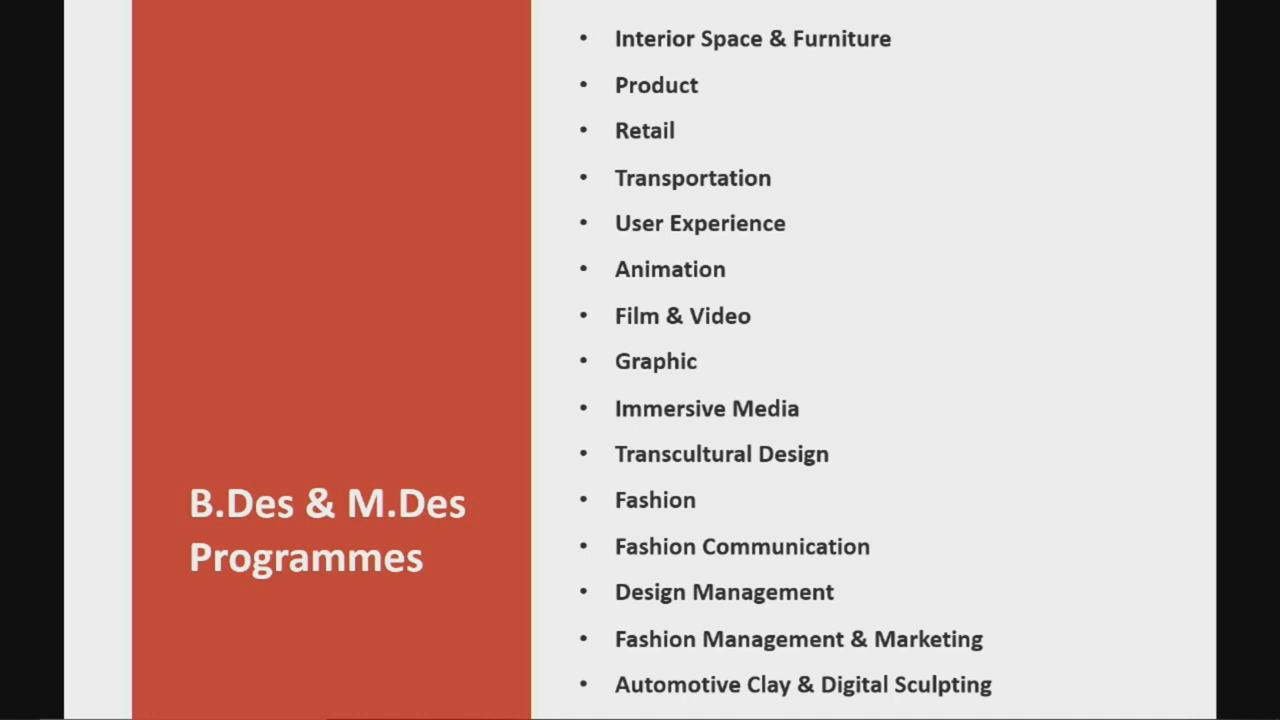 B.Des & M.Des
Programmes
• Interior Space & Furniture
• Product
• Retail
• Transportation
• User Experience
• Animation
• Film & Video
• Graphic
• Immersive Media
• Transcultural Design
• Fashion
• Fashion Communication
• Design Management
• Fashion Management & Marketing
• Automotive Clay & Digital Sculpting